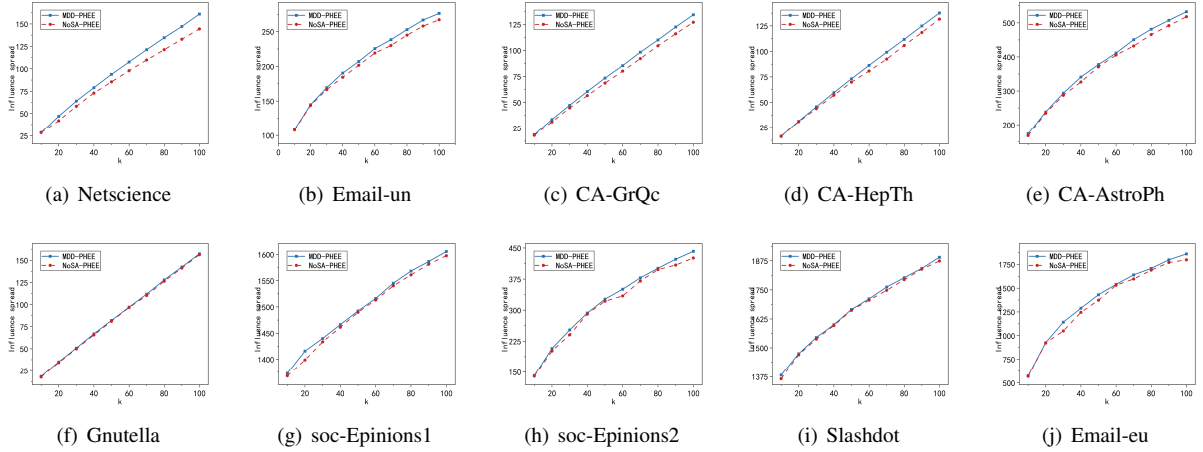 Influence spread
150
125
100
75
50
25
MDD-PHEE
NoSA-PHEE
20 40 60 80 100
k
(a) Netscience
Influence spread
250
200
150
100
MDD-PHEE
NoSA-PHEE
0 20 40 60 80 100
k
(b) Email-un
Influence spread
125
100
75
50
25
MDD-PHEE
NoSA-PHEE
20 40 60 80 100
k
(c) CA-GrQc
Influence spread
125
100
75
50
25
MDD-PHEE
NoSA-PHEE
20 40 60 80 100
k
(d) CA-HepTh
Influence spread
500
400
300
200
MDD-PHEE
NoSA-PHEE
20 40 60 80 100
k
(e) CA-AstroPh
Influence spread
150
125
100
75
50
25
MDD-PHEE
NoSA-PHEE
20 40 60 80 100
k
(f) Gnutella
Influence spread
1600
1550
1500
1450
1400
MDD-PHEE
NoSA-PHEE
20 40 60 80 100
k
(g) soc-Epinions1
Influence spread
450
375
300
225
150
MDD-PHEE
NoSA-PHEE
20 40 60 80 100
k
(h) soc-Epinions2
Influence spread
1875
1750
1625
1500
1375
MDD-PHEE
NoSA-PHEE
20 40 60 80 100
k
(i) Slashdot
Influence spread
1750
1500
1250
1000
750
500
MDD-PHEE
NoSA-PHEE
20 40 60 80 100
k
(j) Email-eu